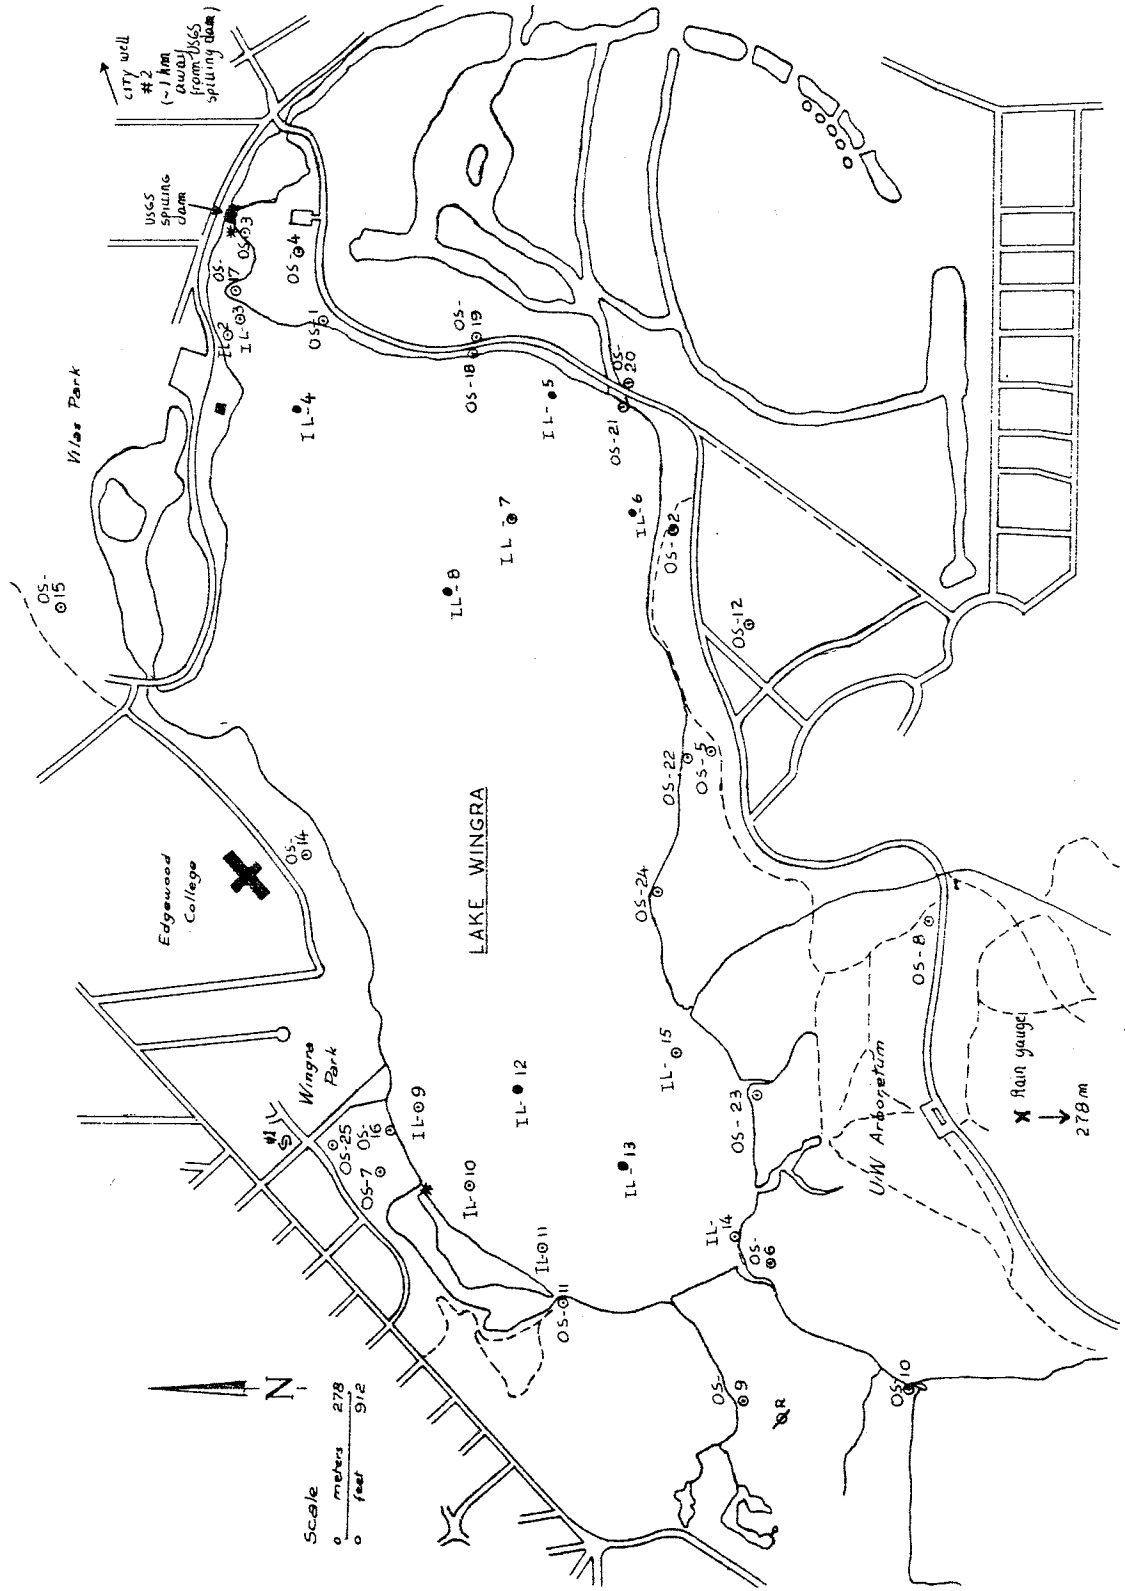 CITY well
#2
(~1 km
away
from USGS
spilling dam)
USGS
spilling
dam
Vilas Park
OS-
15
IL-2
IL-3
OS-
17
OS-3
OS-4
OS-1
IL-4
OS-18
OS-
19
IL-5
OS-
20
OS-21
IL-6
IL-7
IL-8
OS-2
OS-12
OS-22
OS-5
OS-24
LAKE WINGRA
Edgewood
College
OS-
14
Wingra
Park
#1
OS-25
OS-
16
OS-7
IL-9
IL-10
IL-11
OS-11
IL-12
IL-13
IL-15
OS-23
IL-
14
OS-
6
OS-8
UW Arboretum
Rain gauge
278 m
OS-
9
R
OS-10
N
Scale
0 meters 278
0 feet 912